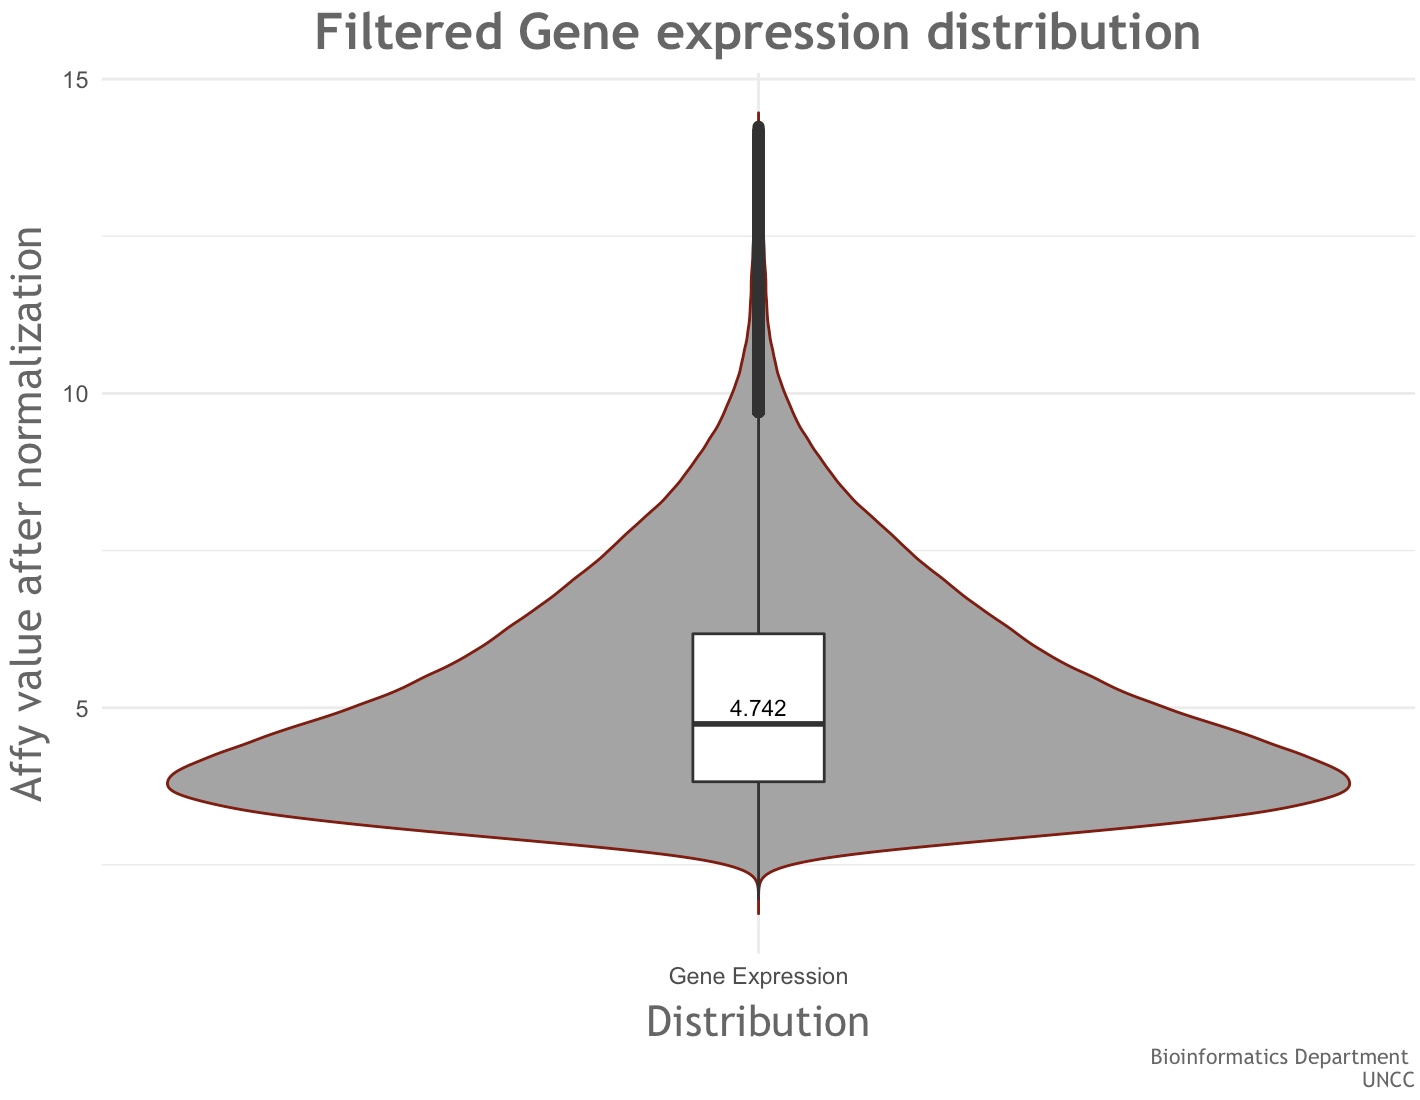 Filtered Gene expression distribution
Affy value after normalization
15
10
5
4.742
Gene Expression
Distribution
Bioinformatics Department
UNCC